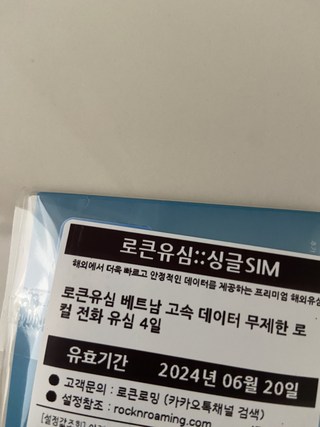 로큰유심::싱글SIM
해외에서 더욱 빠르고 안정적인 데이터를 제공하는 프리미엄 해외유심
로큰유심 베트남 고속 데이터 무제한 로
컬 전화 유심 4일
유효기간 2024년 06월 20일
● 고객문의 : 로큰로밍 (카카오톡채널 검색)
● 설정참조 : rocknroaming.com